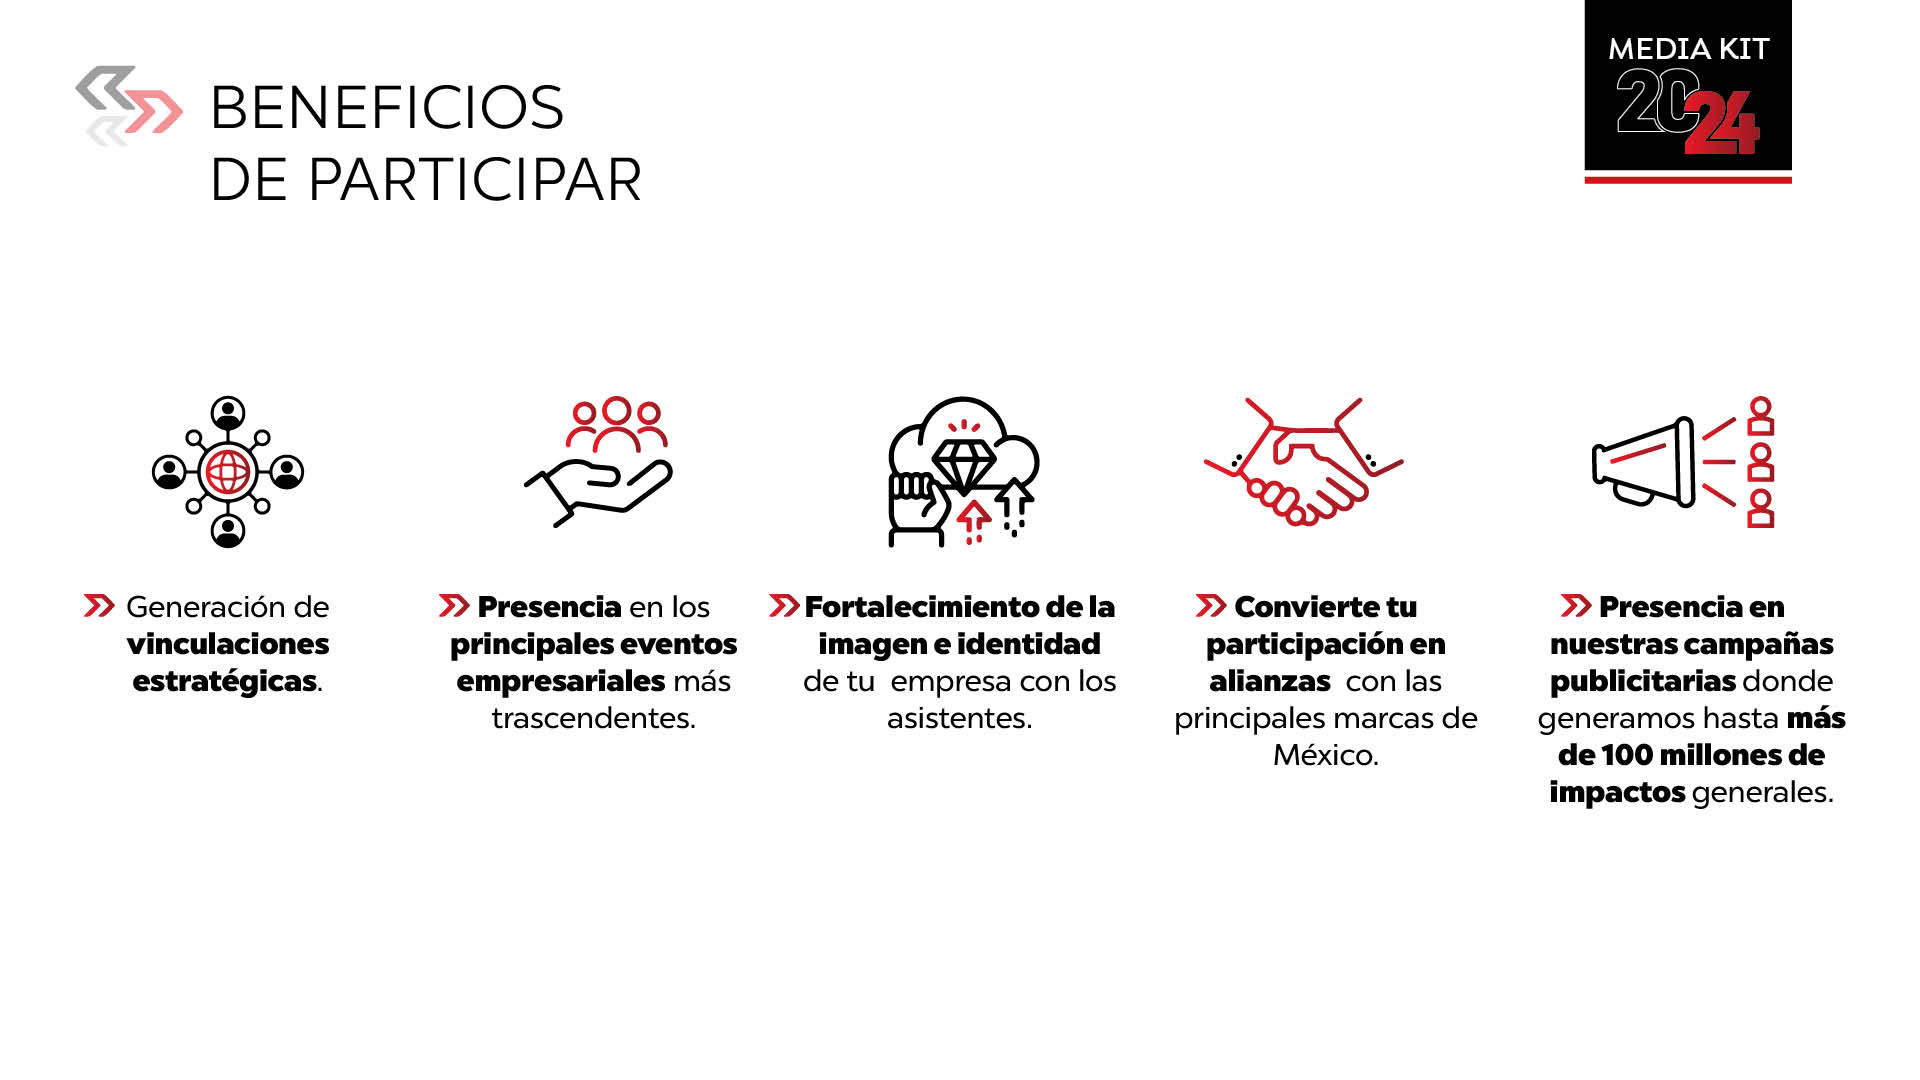 BENEFICIOS
DE PARTICIPAR
MEDIA KIT
2024
Generación de
vinculaciones
estratégicas.
Presencia en los
principales eventos
empresariales más
trascendentes.
Fortalecimiento de la
imagen e identidad
de tu empresa con los
asistentes.
Convierte tu
participación en
alianzas con las
principales marcas de
México.
Presencia en
nuestras campañas
publicitarias donde
generamos hasta más
de 100 millones de
impactos generales.